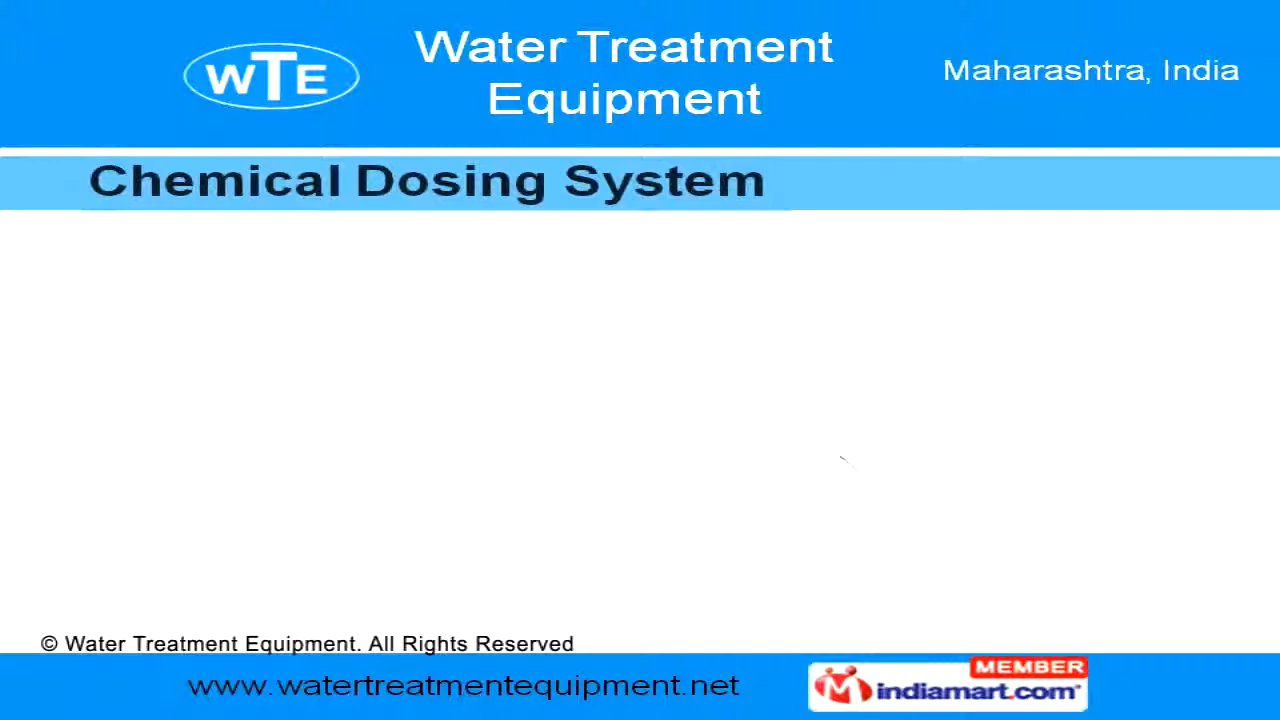 WTE
Water Treatment
Equipment
Maharashtra, India
Chemical Dosing System
© Water Treatment Equipment. All Rights Reserved
www.watertreatmentequipment.net
MEMBER
indiamart.com